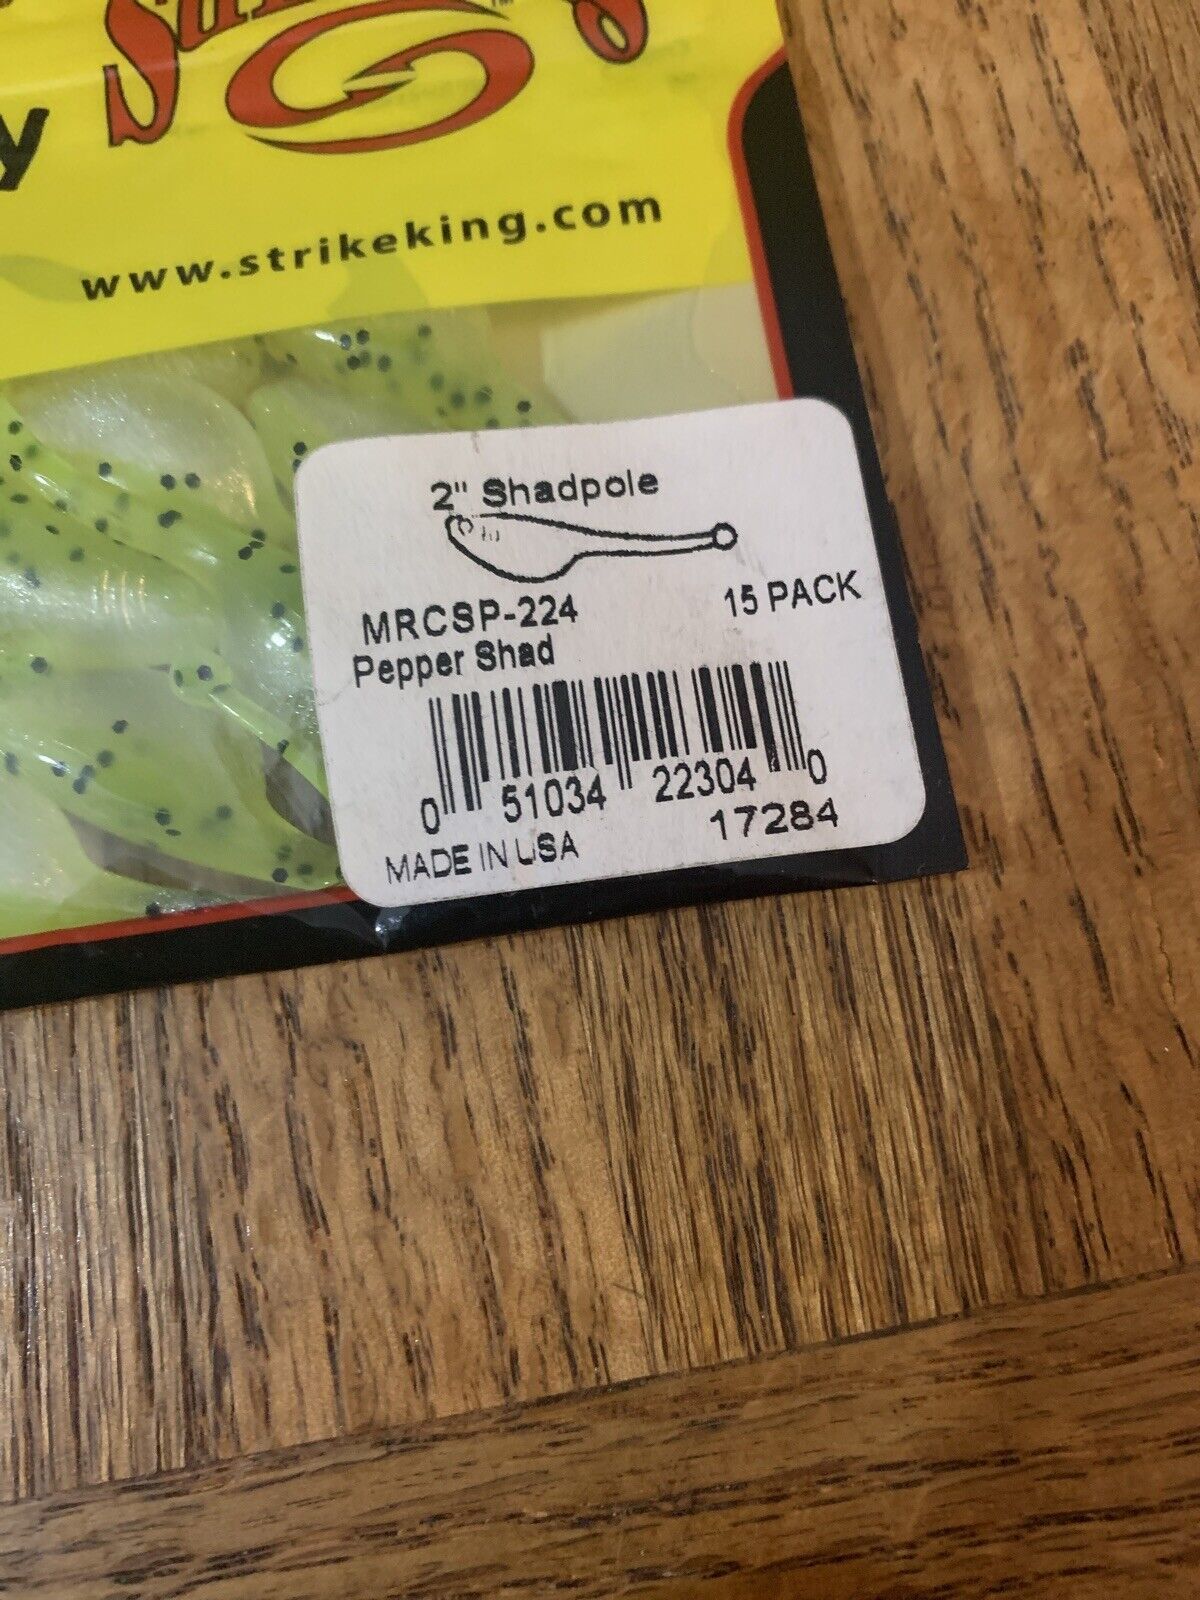 y
www.strikeking.com
2" Shadpole
MRCSP-224
15 PACK
Pepper Shad
0 51034 22304 0
MADE IN USA
17284